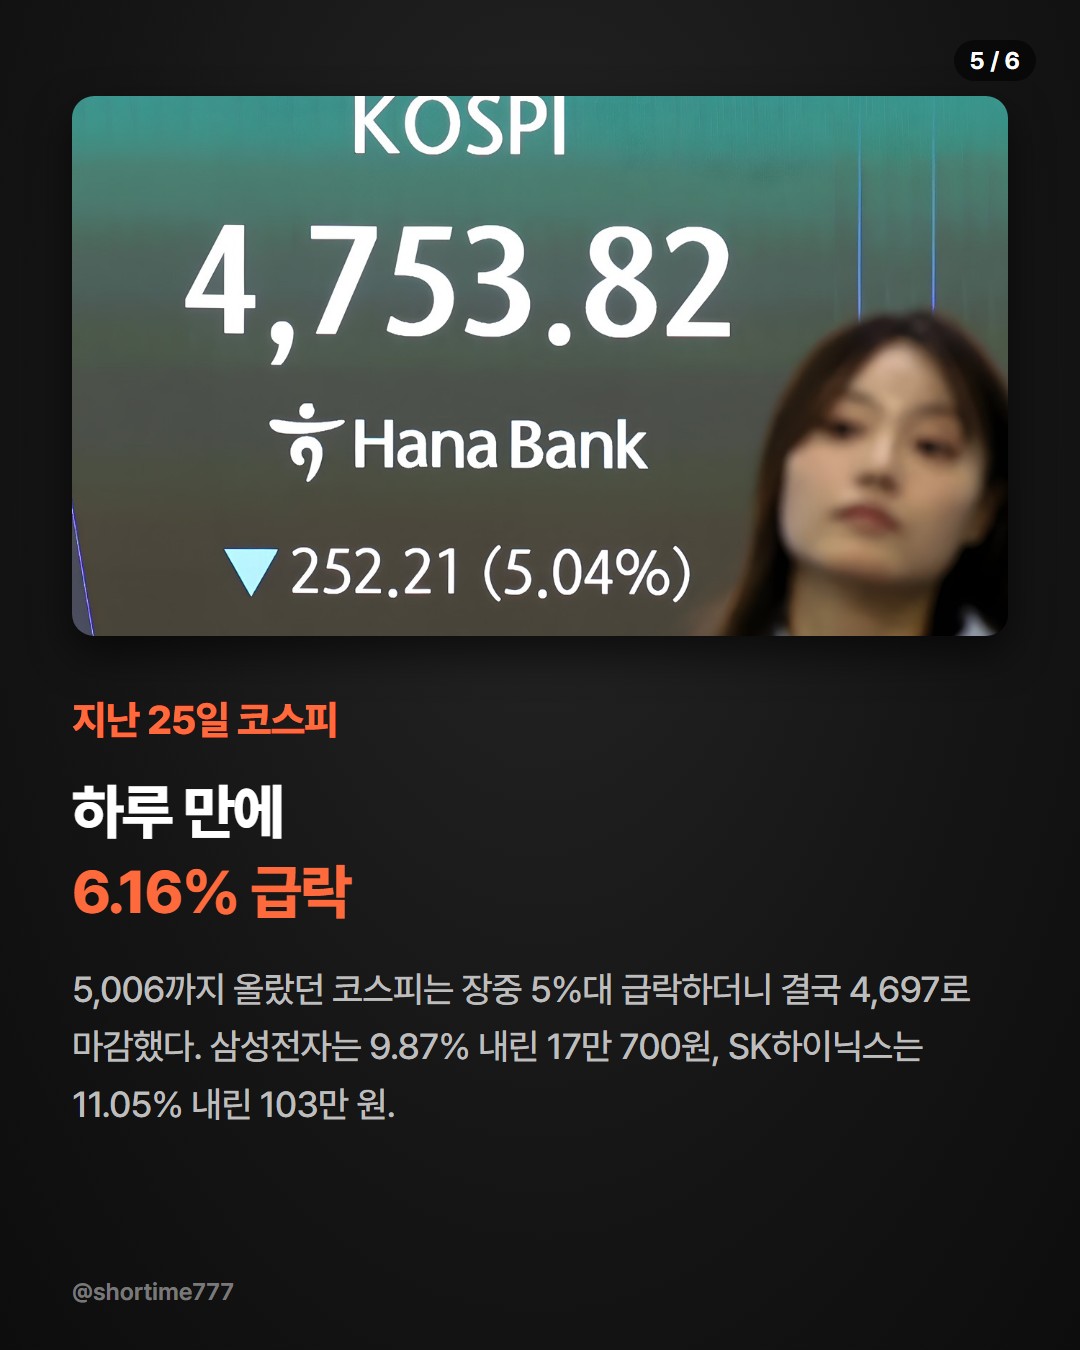 5 / 6
KOSPI
4,753.82
Hana Bank
▼ 252.21 (5.04%)
지난 25일 코스피
하루 만에
6.16% 급락
5,006까지 올랐던 코스피는 장중 5%대 급락하더니 결국 4,697로
마감했다. 삼성전자는 9.87% 내린 17만 700원, SK하이닉스는
11.05% 내린 103만 원.
@shortime777